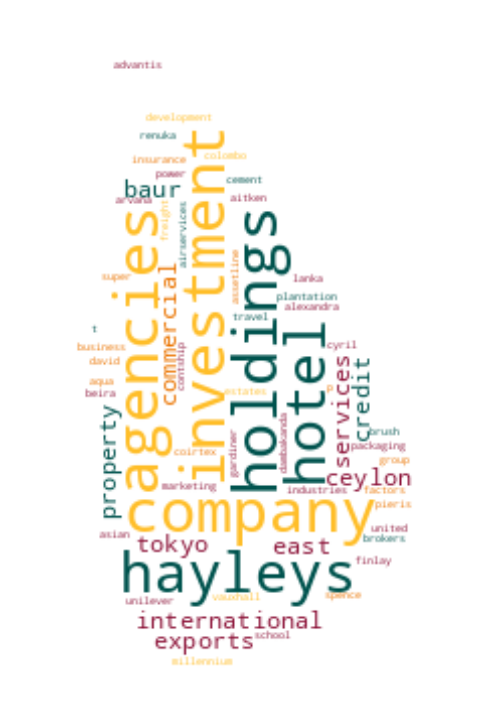 advantis
development
renuka
colombo
insurance
power
cement
baur
arvana
aitken
freight
airservices
investment
agencies
holdings
commercial
assetline
super
lanka
plantation
alexandra
travel
t
hotel
business
contship
cyril
david
services
credit
aqua
beira
estates
p
property
gardiner
dambakanda
brush
packaging
coirtex
group
ceylon
marketing
industries
factors
company
pieris
asian
united
brokers
tokyo
east
hayleys
finlay
unilever
vauxhall
spence
international
exports
school
millennium